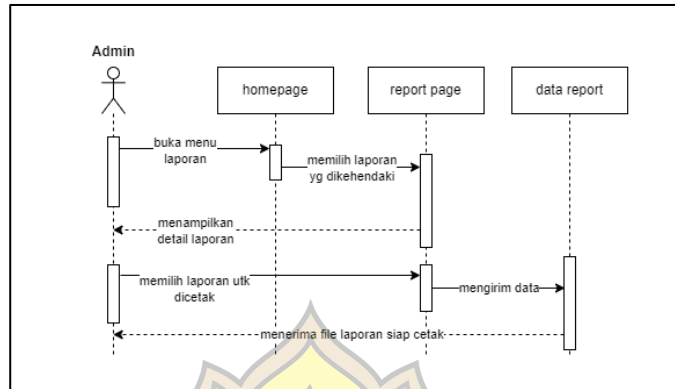 Admin
homepage
report page
data report
buka menu
laporan
memilih laporan
yg dikehendaki
menampilkan
detail laporan
memilih laporan utk
dicetak
mengirim data
menerima file laporan siap cetak